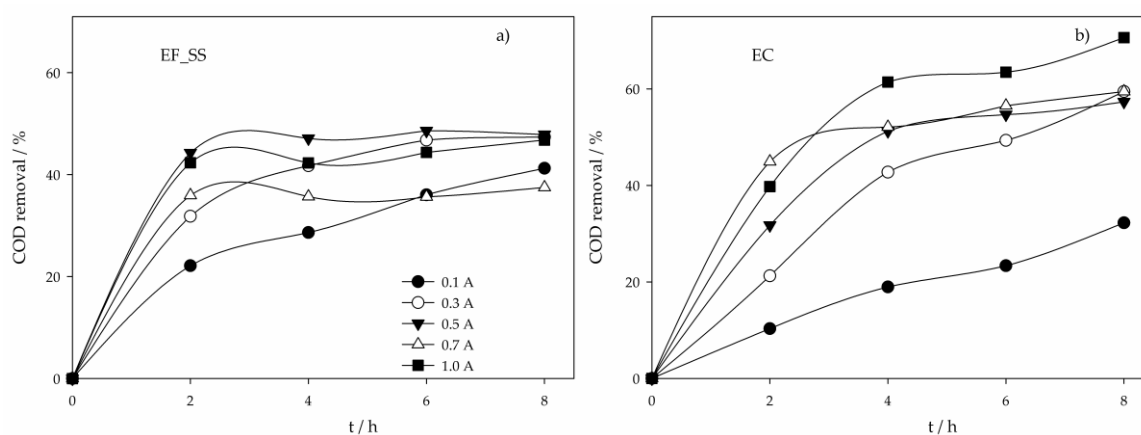 a)
EF_SS
COD removal / %
60
40
20
0
0 2 4 6 8
t / h
0.1 A
0.3 A
0.5 A
0.7 A
1.0 A
b)
EC
COD removal / %
60
40
20
0
0 2 4 6 8
t / h